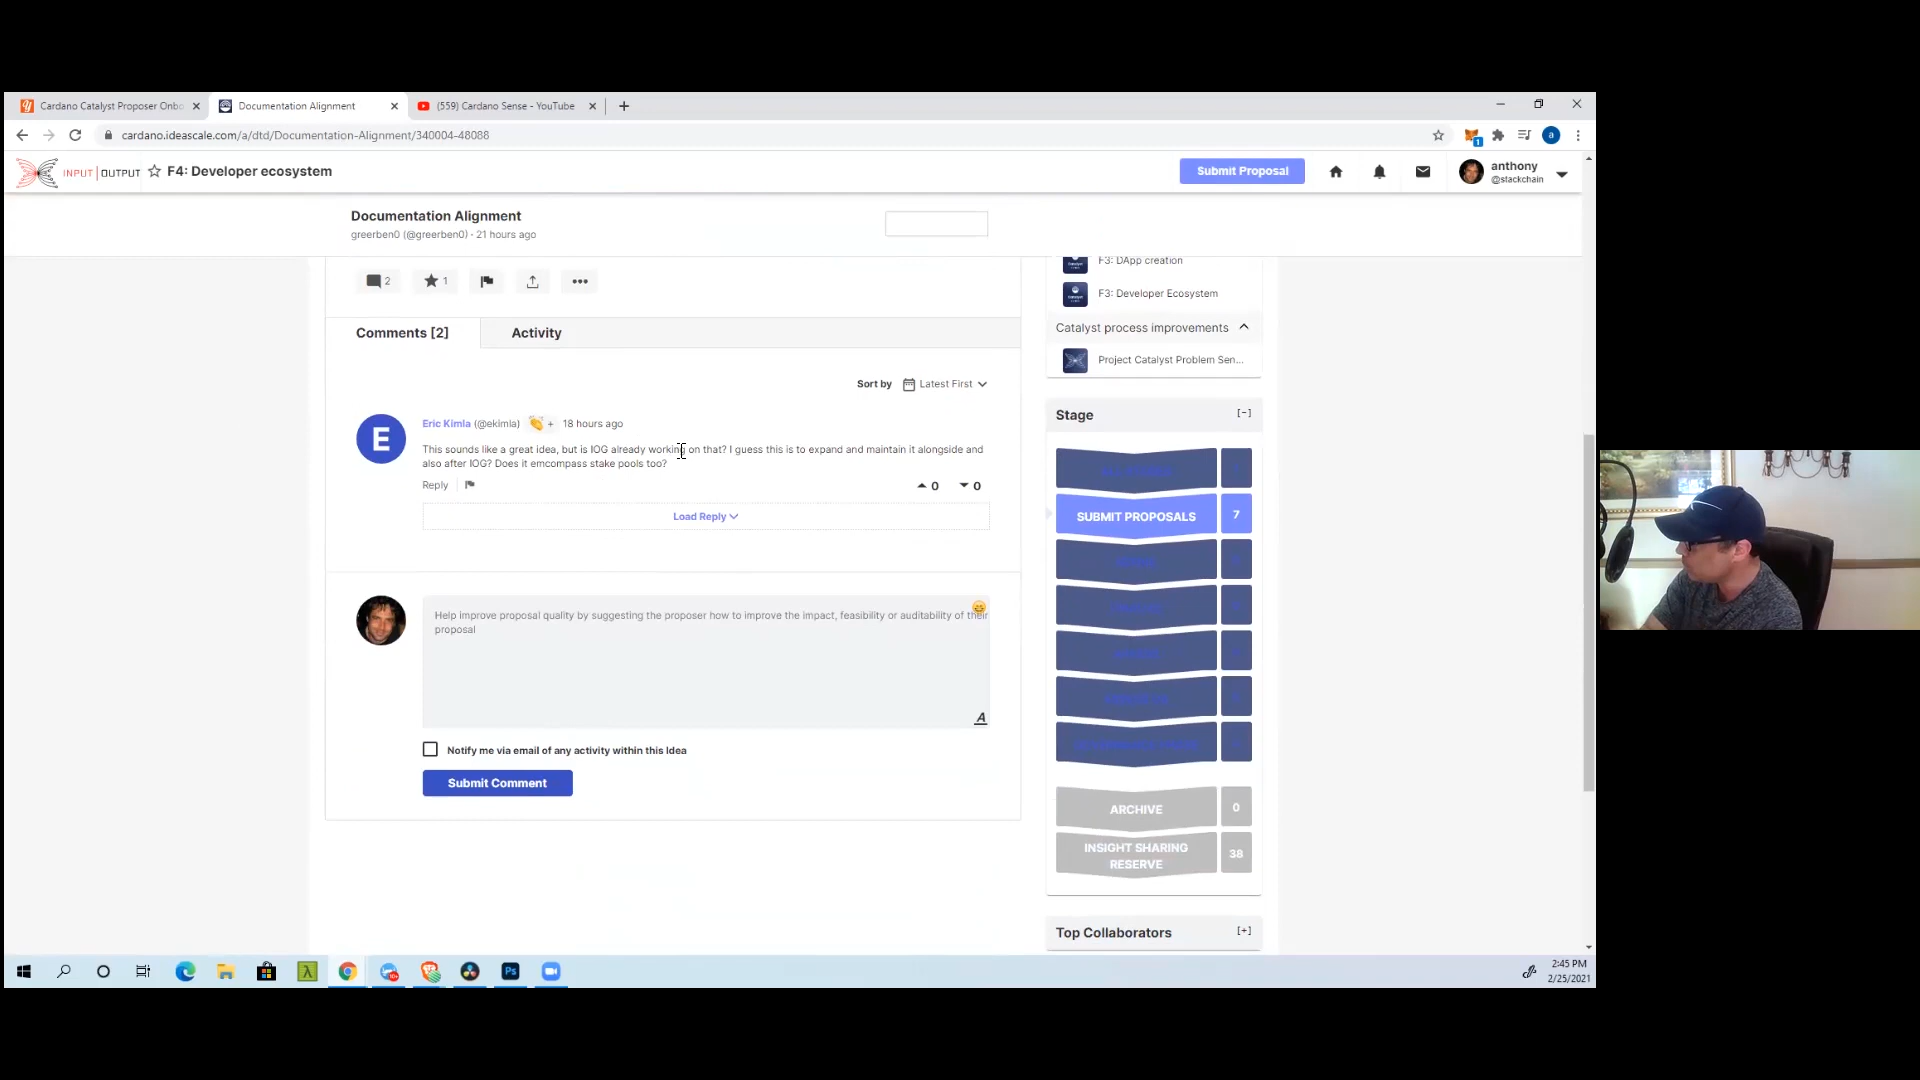 Cardano Catalyst Proposer Onbo
Documentation Alignment
(559) Cardano Sense - YouTube
cardano.ideascale.com/a/dtd/Documentation-Alignment/340004-48088
INPUT | OUTPUT
F4: Developer ecosystem
Submit Proposal
anthony
@stackchain
Documentation Alignment
greerben0 (@greerben0) · 21 hours ago
2
1
F3: DApp creation
F3: Developer Ecosystem
Catalyst process improvements
Project Catalyst Problem Sen...
Comments [2]
Activity
Sort by
Latest First
Stage
[-]
E
Eric Kimla (@ekimla)
+
18 hours ago
This sounds like a great idea, but is IOG already working on that? I guess this is to expand and maintain it alongside and
also after IOG? Does it emcompass stake pools too?
Reply
0
0
Load Reply
SUBMIT PROPOSALS
7
Help improve proposal quality by suggesting the proposer how to improve the impact, feasibility or auditability of their
proposal
A
Notify me via email of any activity within this Idea
Submit Comment
ARCHIVE
0
INSIGHT SHARING
RESERVE
38
Top Collaborators
[+]
Ps
2:45 PM
2/25/2021